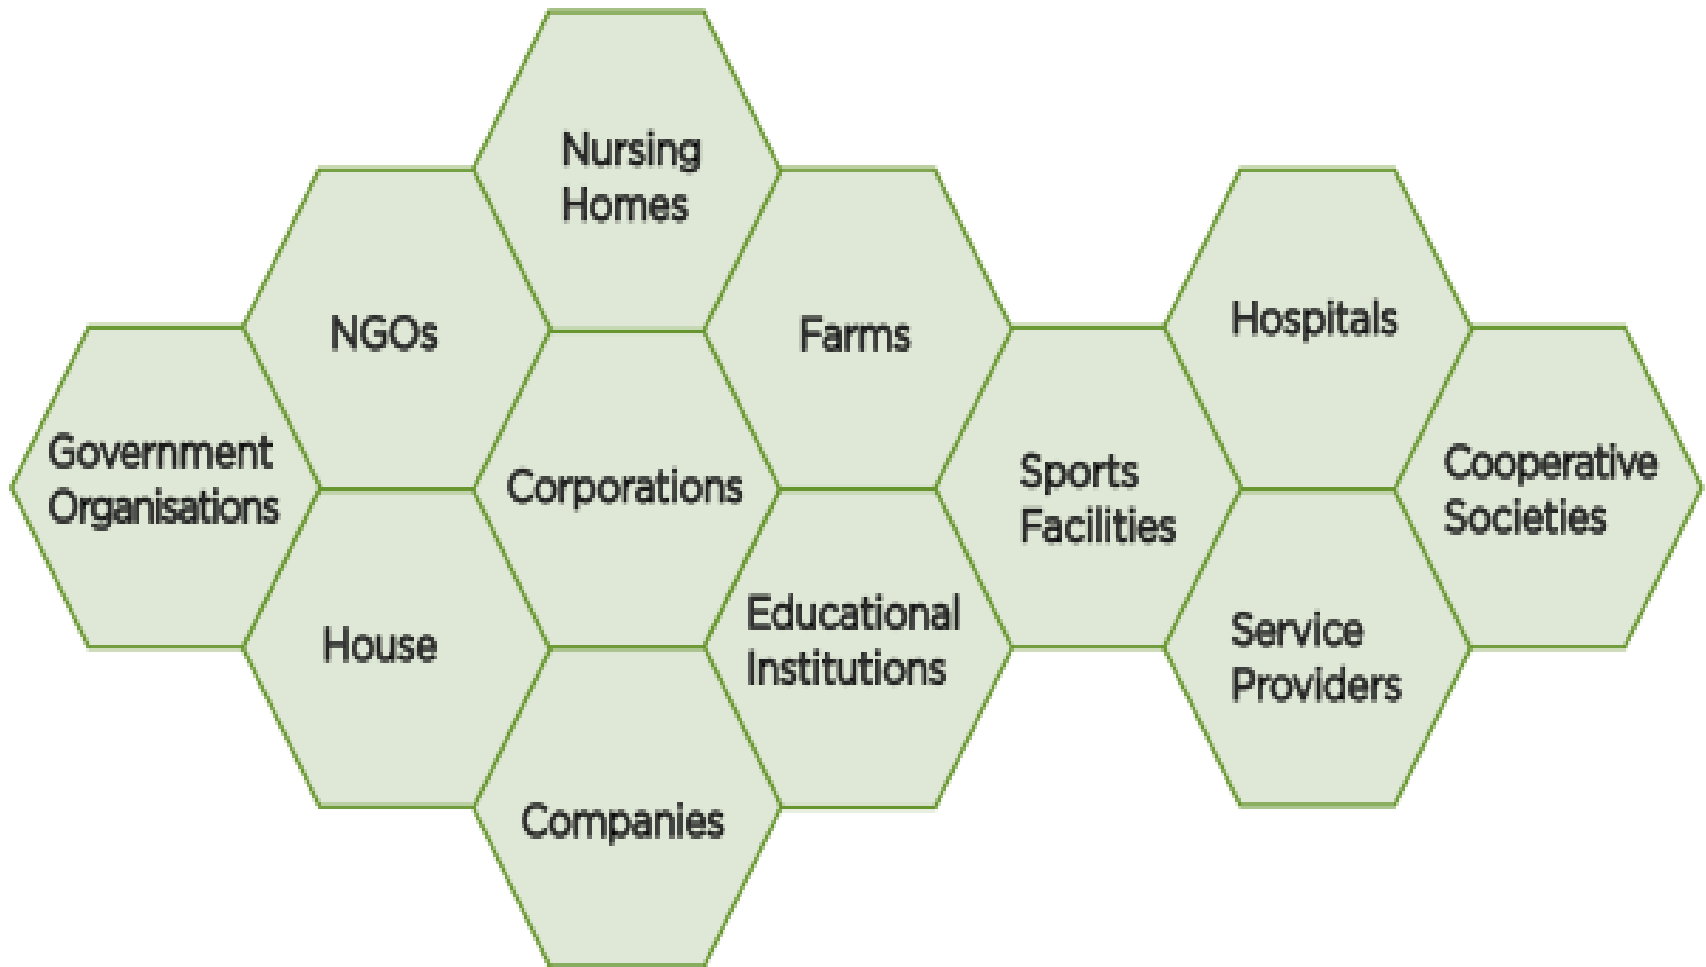 Nursing
Homes
NGOs
Farms
Hospitals
Government
Organisations
Corporations
Sports
Facilities
Cooperative
Societies
House
Educational
Institutions
Service
Providers
Companies